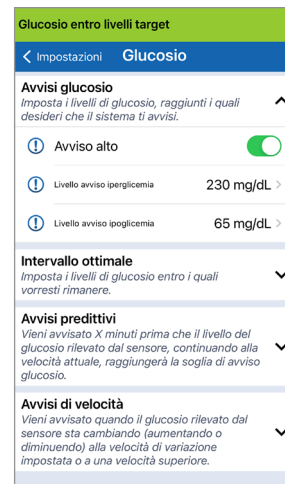 Glucosio entro livelli target
Impostazioni Glucosio
Avvisi glucosio
Imposta i livelli di glucosio, raggiunti i quali
desideri che il sistema ti avvisi.
Avviso alto
Livello avviso iperglicemia 230 mg/dL
Livello avviso ipoglicemia 65 mg/dL
Intervallo ottimale
Imposta i livelli di glucosio entro i quali
vorresti rimanere.
Avvisi predittivi
Vieni avvisato X minuti prima che il livello del
glucosio rilevato dal sensore, continuando alla
velocità attuale, raggiungerà la soglia di avviso
glucosio.
Avvisi di velocità
Vieni avvisato quando il glucosio rilevato dal
sensore sta cambiando (aumentando o
diminuendo) alla velocità di variazione
impostata o a una velocità superiore.